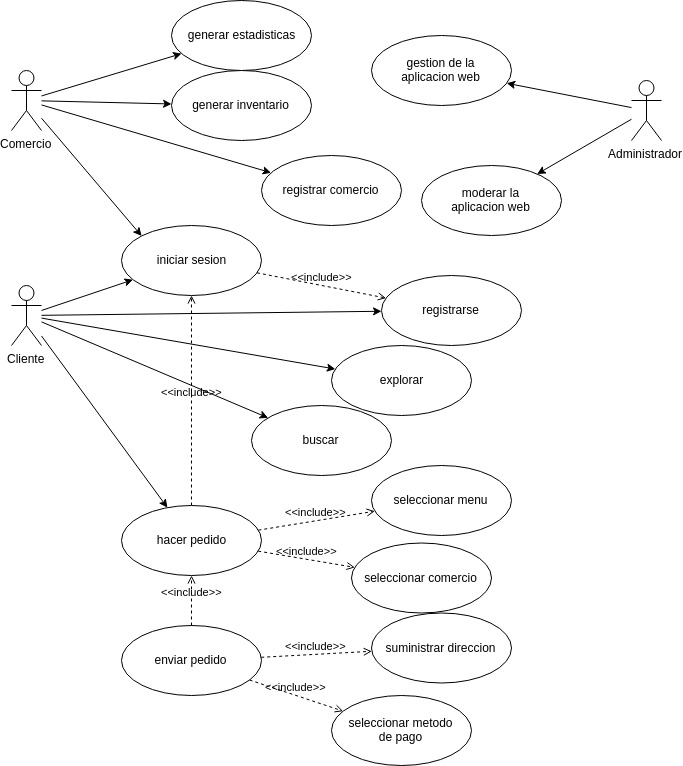 generar estadisticas
gestion de la
aplicacion web
generar inventario
Comercio
Administrador
registrar comercio
moderar la
aplicacion web
iniciar sesion
<<include>>
registrarse
Cliente
explorar
<<include>>
buscar
seleccionar menu
<<include>>
hacer pedido
<<include>>
seleccionar comercio
<<include>>
<<include>>
suministrar direccion
enviar pedido
<<include>>
seleccionar metodo
de pago